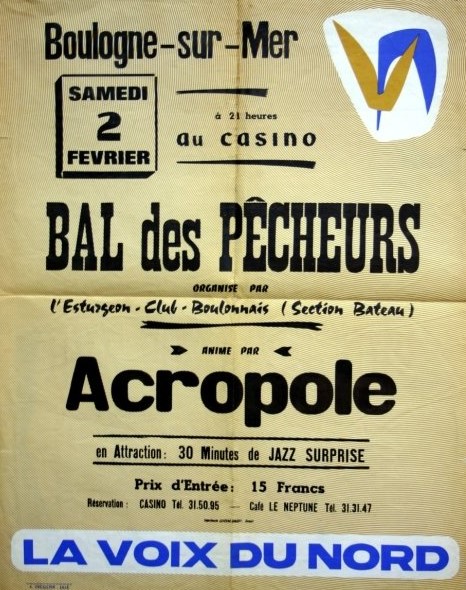 Boulogne-sur-Mer
SAMEDI
2
FEVRIER
à 21 heures
au casino
BAL des PÊCHEURS
ORGANISE PAR
l'Esturgeon-Club-Boulonnais (Section Bateau)
ANIME PAR
Acropole
en Attraction: 30 Minutes de JAZZ SURPRISE
Prix d'Entrée: 15 Francs
Réservation: CASINO Tél. 31.50.95 — Café LE NEPTUNE Tél. 31.31.47
LA VOIX DU NORD